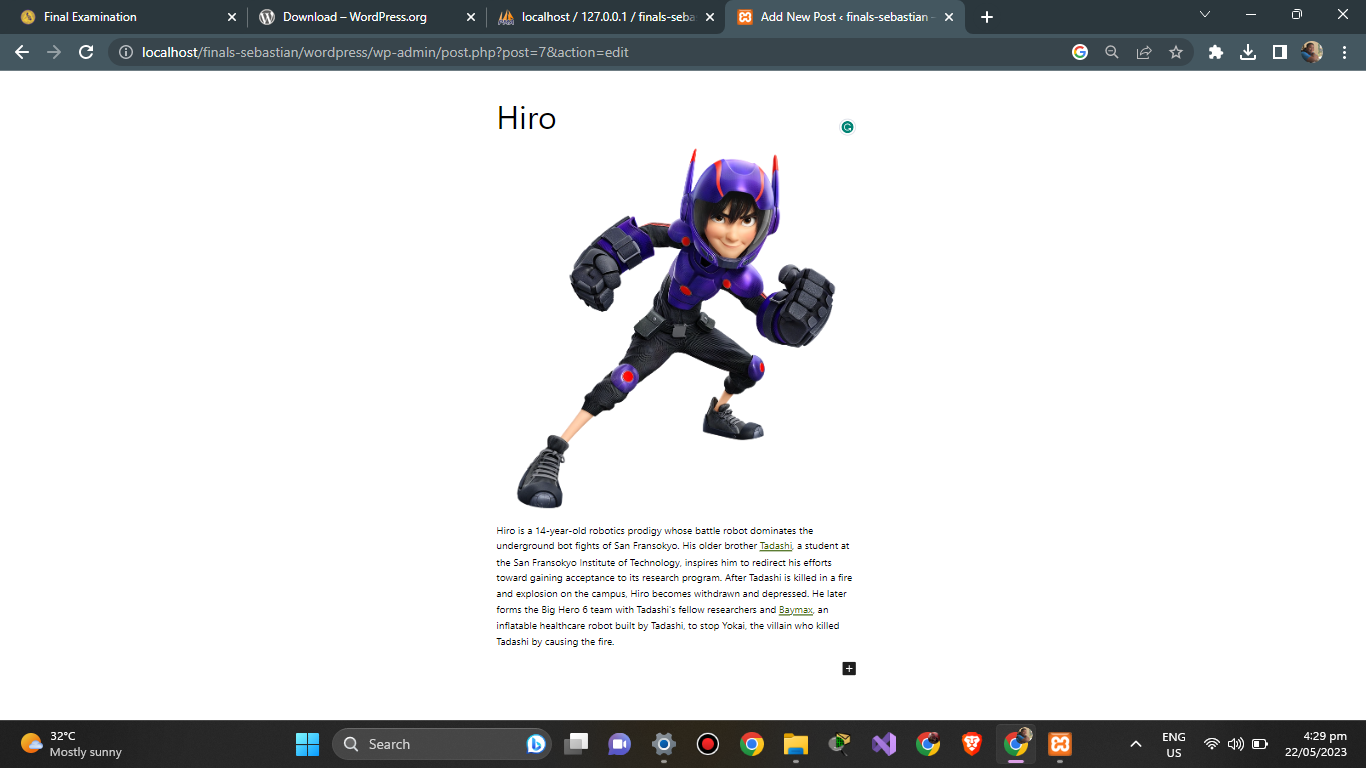 Final Examination
Download – WordPress.org
localhost / 127.0.0.1 / finals-seba
Add New Post ‹ finals-sebastian –
localhost/finals-sebastian/wordpress/wp-admin/post.php?post=7&action=edit
Hiro
Hiro is a 14-year-old robotics prodigy whose battle robot dominates the
underground bot fights of San Fransokyo. His older brother Tadashi, a student at
the San Fransokyo Institute of Technology, inspires him to redirect his efforts
toward gaining acceptance to its research program. After Tadashi is killed in a fire
and explosion on the campus, Hiro becomes withdrawn and depressed. He later
forms the Big Hero 6 team with Tadashi's fellow researchers and Baymax, an
inflatable healthcare robot built by Tadashi, to stop Yokai, the villain who killed
Tadashi by causing the fire.
32°C
Mostly sunny
Search
ENG
US
4:29 pm
22/05/2023